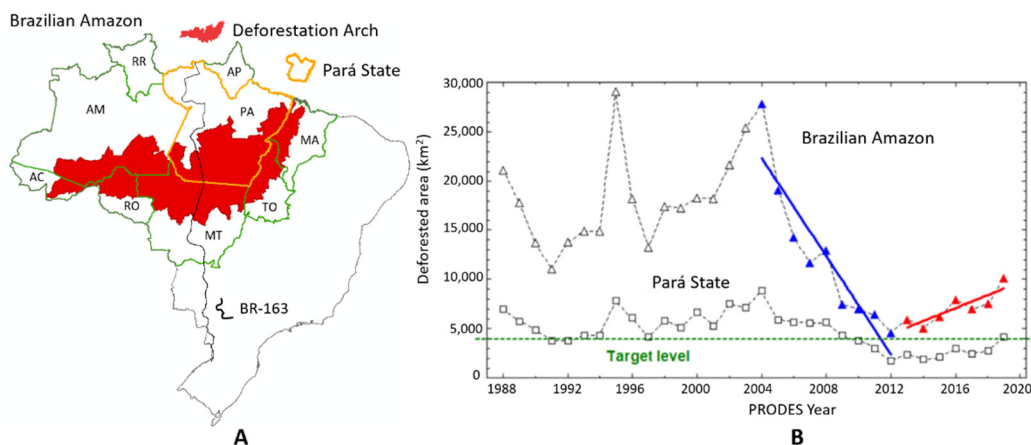 Brazilian Amazon
Deforestation Arch
Pará State
RR
AP
AM
PA
MA
AC
RO
TO
MT
BR-163
A
Deforested area (km²)
30,000
25,000
20,000
15,000
10,000
5,000
0
Brazilian Amazon
Pará State
Target level
1988 1992 1996 2000 2004 2008 2012 2016 2020
PRODES Year
B